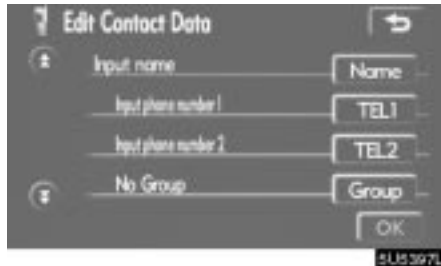 Edit Contact Data
Input name Name
Input phone number 1 TEL1
Input phone number 2 TEL2
No Group Group
OK
5U5397L